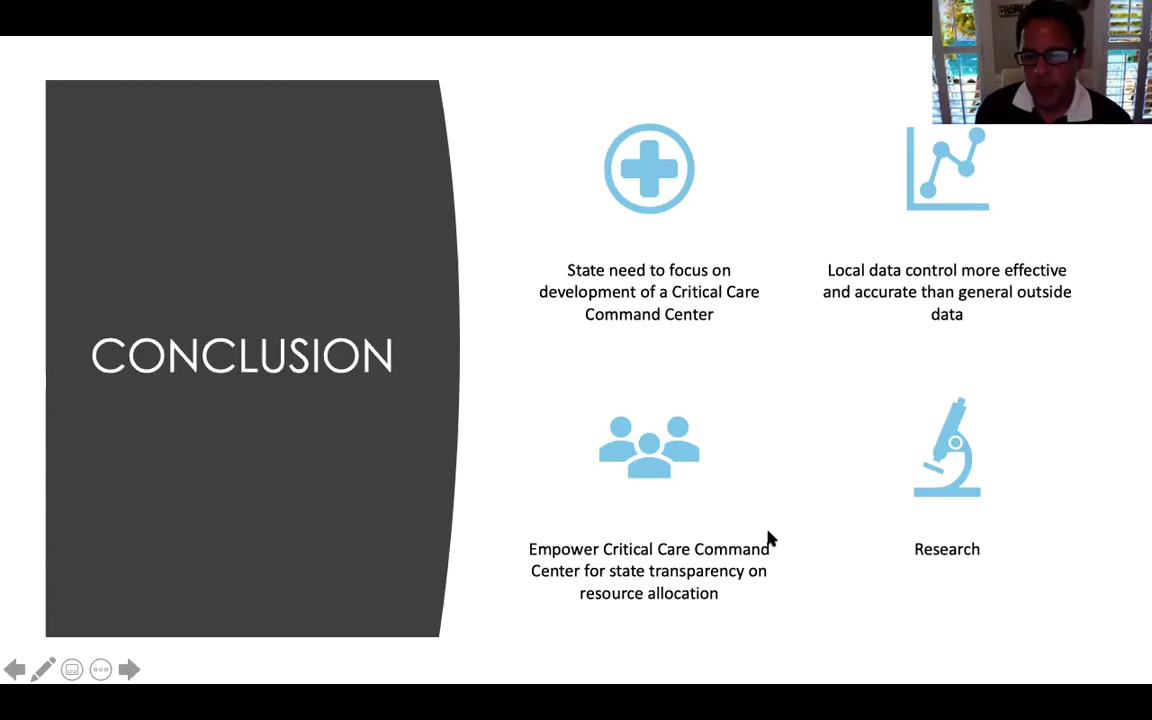 CONCLUSION
State need to focus on
development of a Critical Care
Command Center
Local data control more effective
and accurate than general outside
data
Empower Critical Care Command
Center for state transparency on
resource allocation
Research